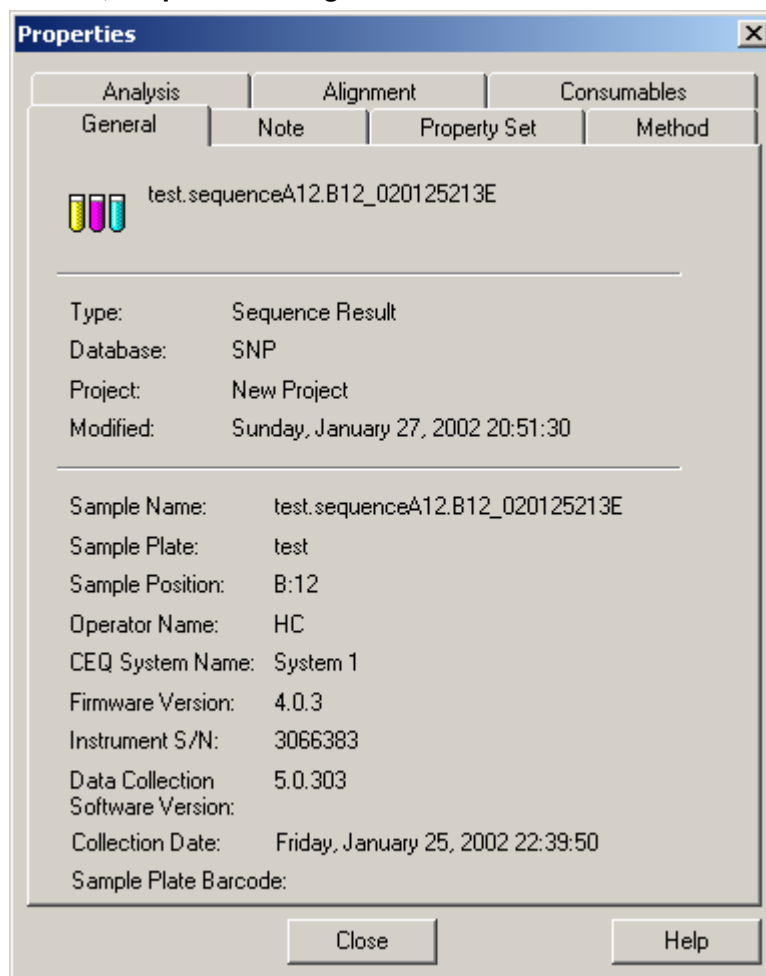 Properties
Analysis Alignment Consumables
General Note Property Set Method
test.sequenceA12.B12_020125213E
Type: Sequence Result
Database: SNP
Project: New Project
Modified: Sunday, January 27, 2002 20:51:30
Sample Name: test.sequenceA12.B12_020125213E
Sample Plate: test
Sample Position: B:12
Operator Name: HC
CEQ System Name: System 1
Firmware Version: 4.0.3
Instrument S/N: 3066383
Data Collection 5.0.303
Software Version:
Collection Date: Friday, January 25, 2002 22:39:50
Sample Plate Barcode:
Close Help